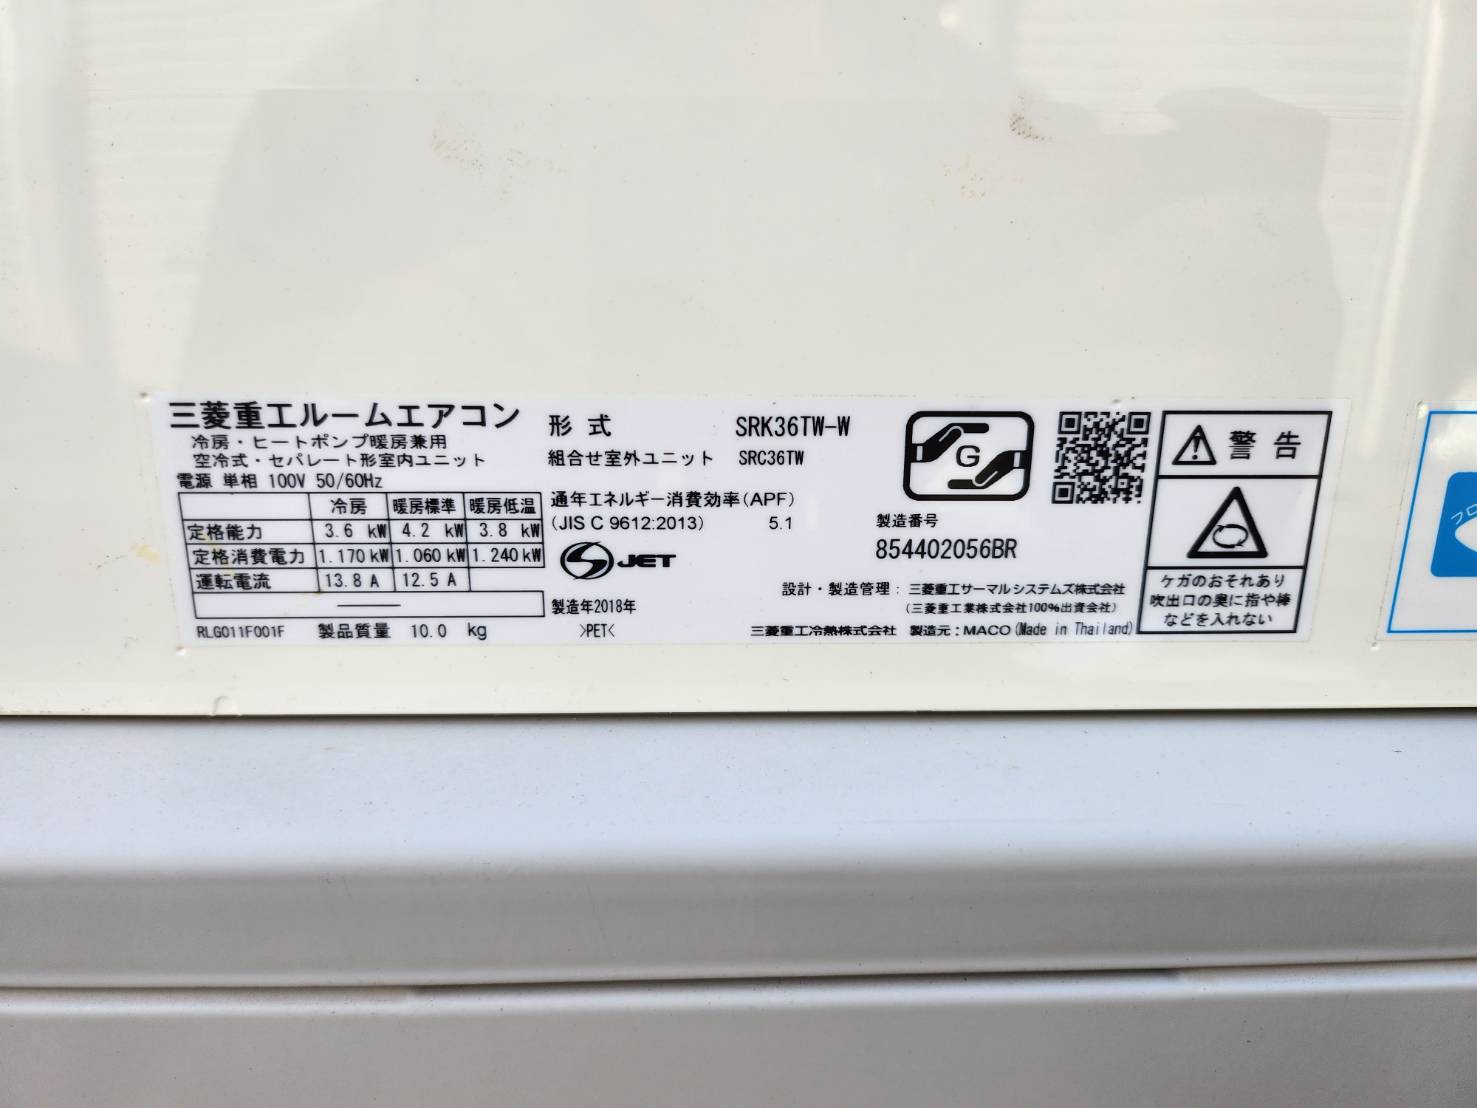 三菱重工ルームエアコン
冷房・ヒートポンプ暖房兼用
空冷式・セパレート形室内ユニット
電源 単相 100V 50/60Hz
冷房 暖房標準 暖房低温
定格能力 3.6 kW 4.2 kW 3.8 kW
定格消費電力 1.170 kW 1.060 kW 1.240 kW
運転電流 13.8 A 12.5 A
RLG011F001F 製品質量 10.0 kg
形式 SRK36TW-W
組合せ室外ユニット SRC36TW
通年エネルギー消費効率(APF)
(JIS C 9612:2013) 5.1
JET
製造年2018年
>PET<
G
製造番号
854402056BR
設計・製造管理：三菱重工サーマルシステムズ株式会社
(三菱重工業株式会社100%出資会社)
三菱重工冷熱株式会社 製造元：MACO (Made in Thailand)
警告
ケガのおそれあり
吹出口の奥に指や棒
などを入れない
フロ